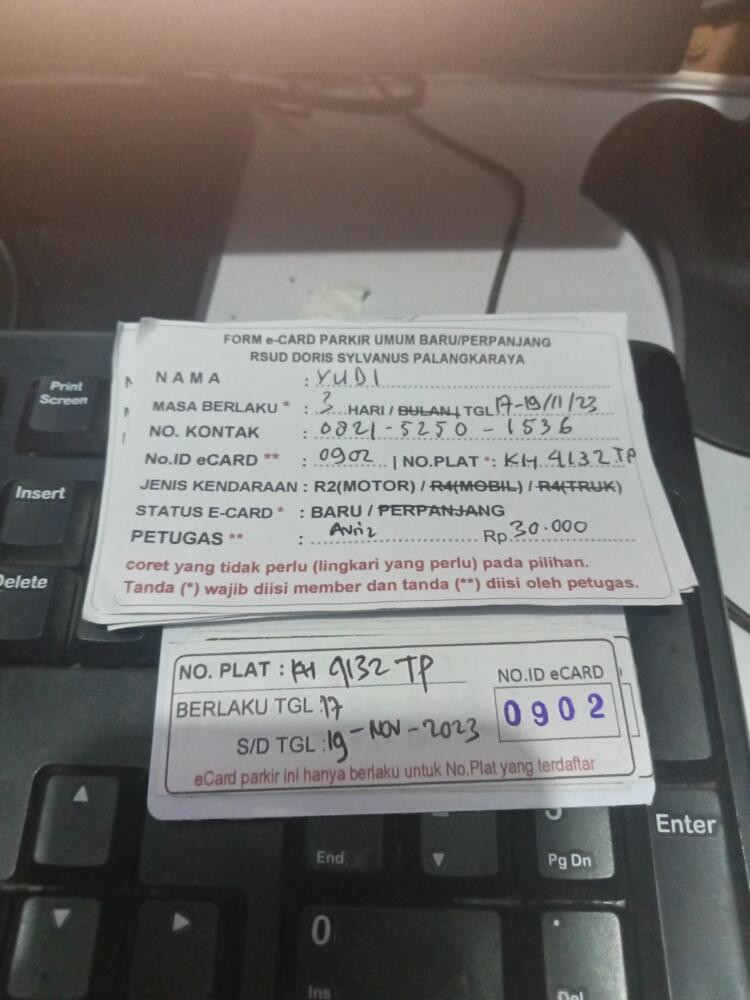 Print
Screen
Insert
Delete
FORM e-CARD PARKIR UMUM BARU/PERPANJANG
RSUD DORIS SYLVANUS PALANGKARAYA
NAMA : YUDI
MASA BERLAKU * : 3 HARI / BULAN | TGL 17-19/11/23
NO. KONTAK : 0821-5250-1536
No.ID eCARD ** : 0902 | NO.PLAT *: KH 9132 TP
JENIS KENDARAAN : R2(MOTOR) / R4(MOBIL) / R4(TRUK)
STATUS E-CARD * : BARU / PERPANJANG
PETUGAS ** : Rp 30.000
coret yang tidak perlu (lingkari yang perlu) pada pilihan.
Tanda (*) wajib diisi member dan tanda (**) diisi oleh petugas.
NO. PLAT : KH 9132 TP
NO.ID eCARD
0902
BERLAKU TGL : 17
S/D TGL : 19-NOV-2023
eCard parkir ini hanya berlaku untuk No.Plat yang terdaftar
End
Pg Dn
Enter
0
Ins
.
Del